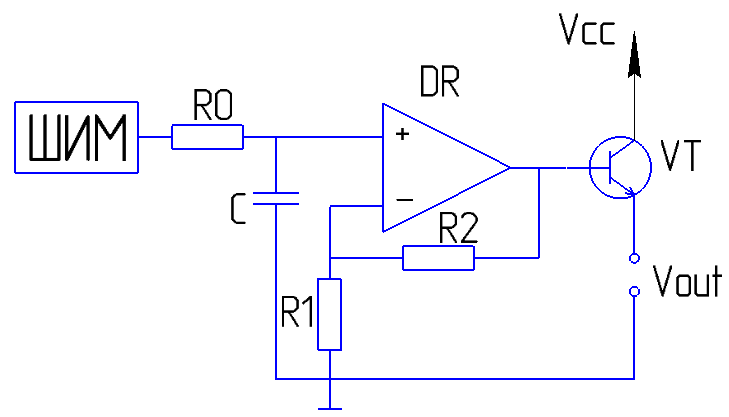 Vcc
DR
R0
ШИМ
+
VT
C
−
R2
Vout
R1